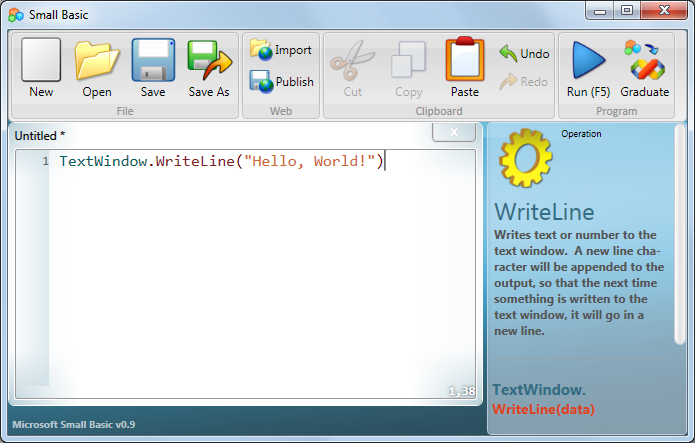 Small Basic
New
Open
Save
Save As
File
Import
Publish
Web
Cut
Copy
Paste
Undo
Redo
Clipboard
Run (F5)
Graduate
Program
Untitled *
1 TextWindow.WriteLine("Hello, World!")
1,38
Microsoft Small Basic v0.9
Operation
WriteLine
Writes text or number to the
text window. A new line cha-
racter will be appended to the
output, so that the next time
something is written to the
text window, it will go in a
new line.
TextWindow.
WriteLine(data)